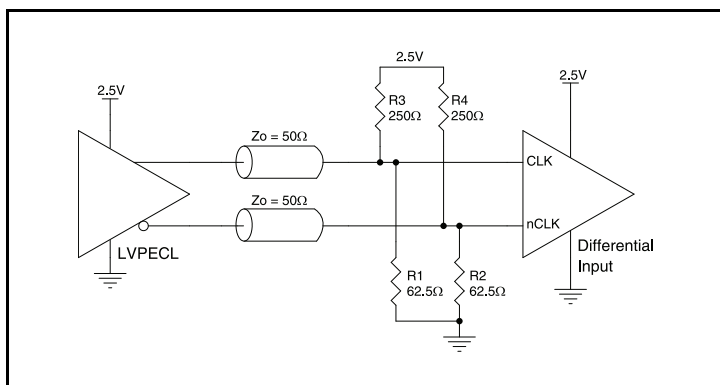 2.5V
2.5V
2.5V
R3
250Ω
R4
250Ω
Zo = 50Ω
CLK
Zo = 50Ω
nCLK
LVPECL
Differential
Input
R1
62.5Ω
R2
62.5Ω